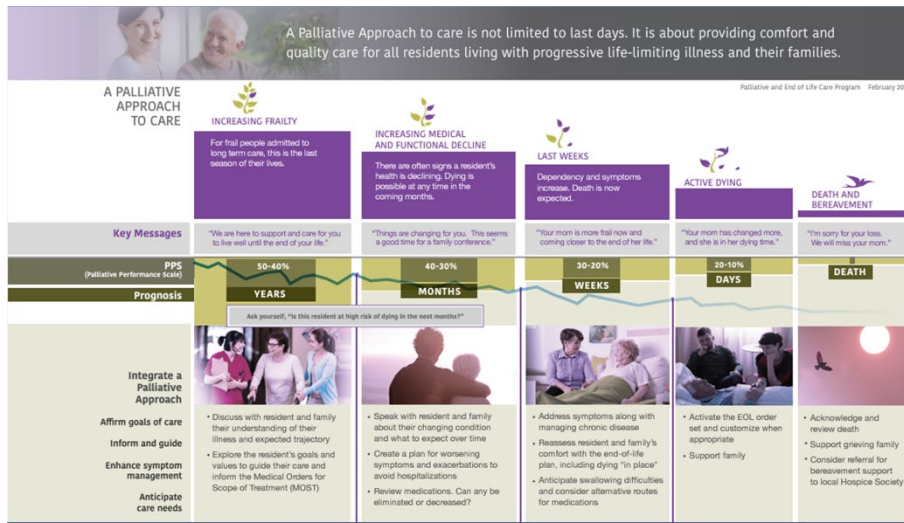 A Palliative Approach to care is not limited to last days. It is about providing comfort and
quality care for all residents living with progressive life-limiting illness and their families.
Palliative and End of Life Care Program February 20
A PALLIATIVE
APPROACH
TO CARE
INCREASING FRAILTY
For frail people admitted to
long term care, this is the last
season of their lives.
INCREASING MEDICAL
AND FUNCTIONAL DECLINE
There are often signs a resident's
health is declining. Dying is
possible at any time in the
coming months.
LAST WEEKS
Dependency and symptoms
increase. Death is now
expected.
ACTIVE DYING
DEATH AND
BEREAVEMENT
Key Messages
"We are here to support and care for you
to live well until the end of your life."
"Things are changing for you. This seems
a good time for a family conference."
"Your mom is more frail now and
coming closer to the end of her life."
"Your mom has changed more,
and she is in her dying time."
"I'm sorry for your loss.
We will miss your mom."
PPS
(Palliative Performance Scale)
50-40%
40-30%
30-20%
20-10%
DEATH
Prognosis
YEARS
MONTHS
WEEKS
DAYS
Ask yourself, "Is this resident at high risk of dying in the next months?"
Integrate a
Palliative
Approach
Affirm goals of care
Inform and guide
Enhance symptom
management
Anticipate
care needs
• Discuss with resident and family
their understanding of their
illness and expected trajectory
• Explore the resident's goals and
values to guide their care and
inform the Medical Orders for
Scope of Treatment (MOST)
• Speak with resident and family
about their changing condition
and what to expect over time
• Create a plan for worsening
symptoms and exacerbations to
avoid hospitalizations
• Review medications. Can any be
eliminated or decreased?
• Address symptoms along with
managing chronic disease
• Reassess resident and family's
comfort with the end-of-life
plan, including dying "in place"
• Anticipate swallowing difficulties
and consider alternative routes
for medications
• Activate the EOL order
set and customize when
appropriate
• Support family
• Acknowledge and
review death
• Support grieving family
• Consider referral for
bereavement support
to local Hospice Society